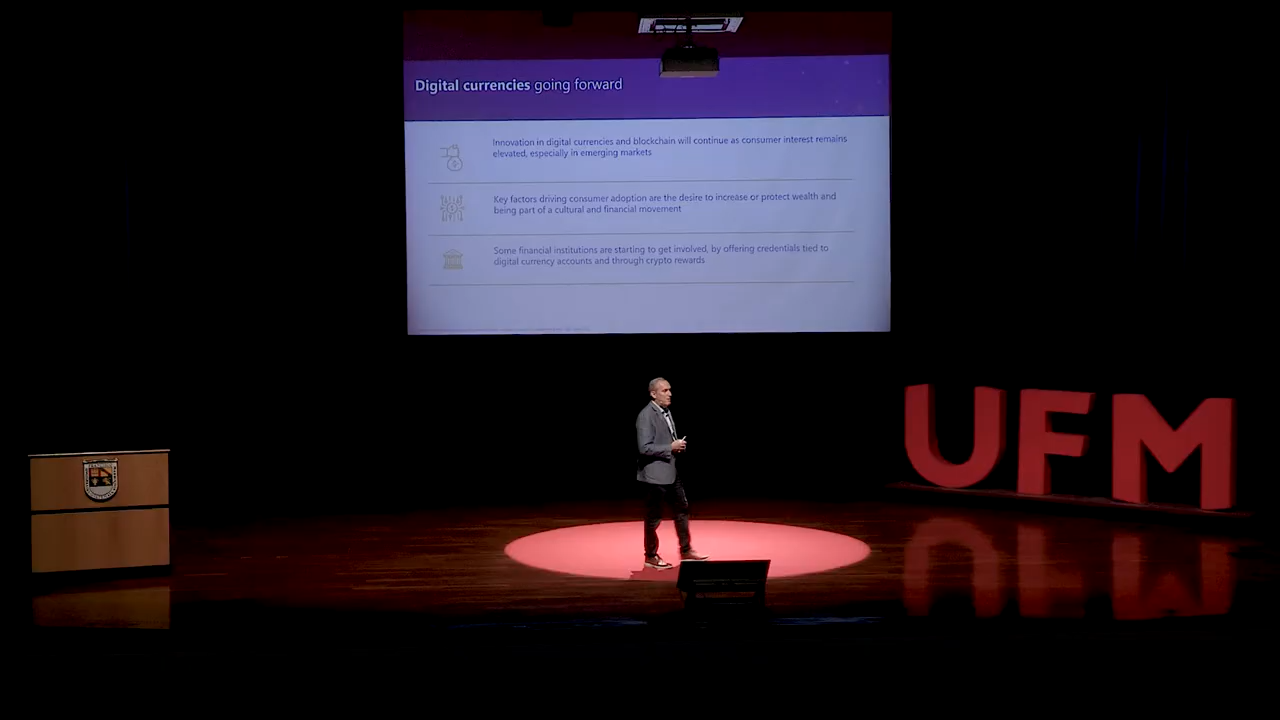 Digital currencies going forward
Innovation in digital currencies and blockchain will continue as consumer interest remains
elevated, especially in emerging markets
Key factors driving consumer adoption are the desire to increase or protect wealth and
being part of a cultural and financial movement
Some financial institutions are starting to get involved, by offering credentials tied to
digital currency accounts and through crypto rewards
UFM